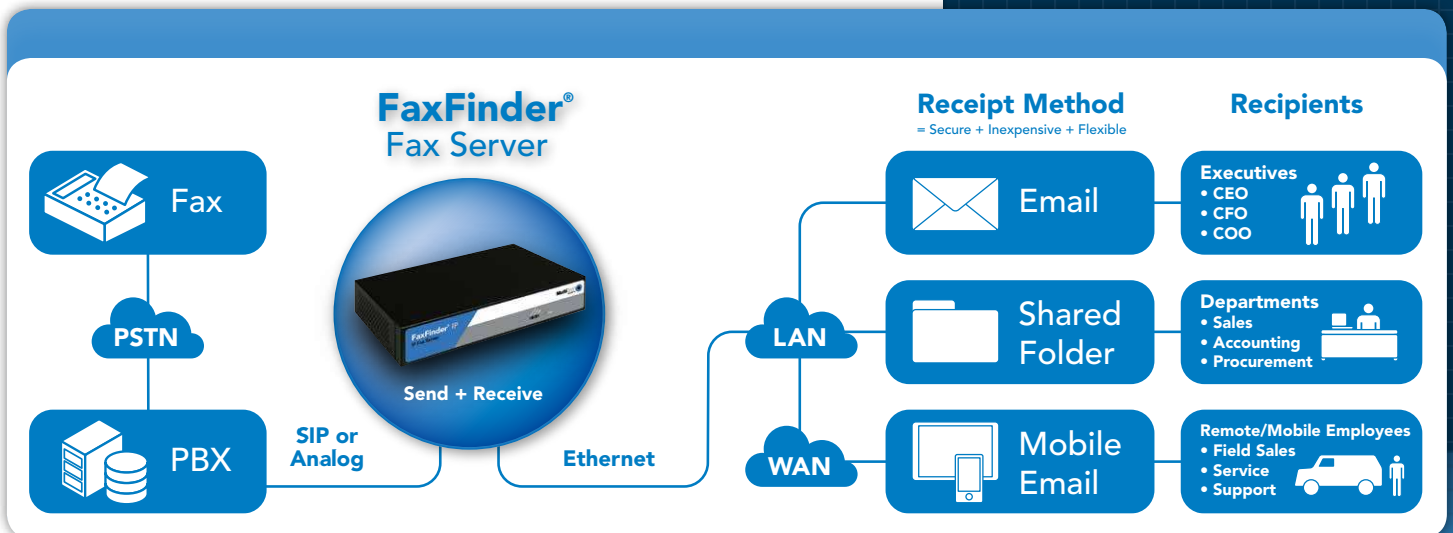 FaxFinder®
Fax Server
Receipt Method
= Secure + Inexpensive + Flexible
Recipients
Fax
PSTN
PBX
SIP or
Analog
FaxFinder® IP
Send + Receive
Ethernet
LAN
WAN
Email
Shared
Folder
Mobile
Email
Executives
• CEO
• CFO
• COO
Departments
• Sales
• Accounting
• Procurement
Remote/Mobile Employees
• Field Sales
• Service
• Support